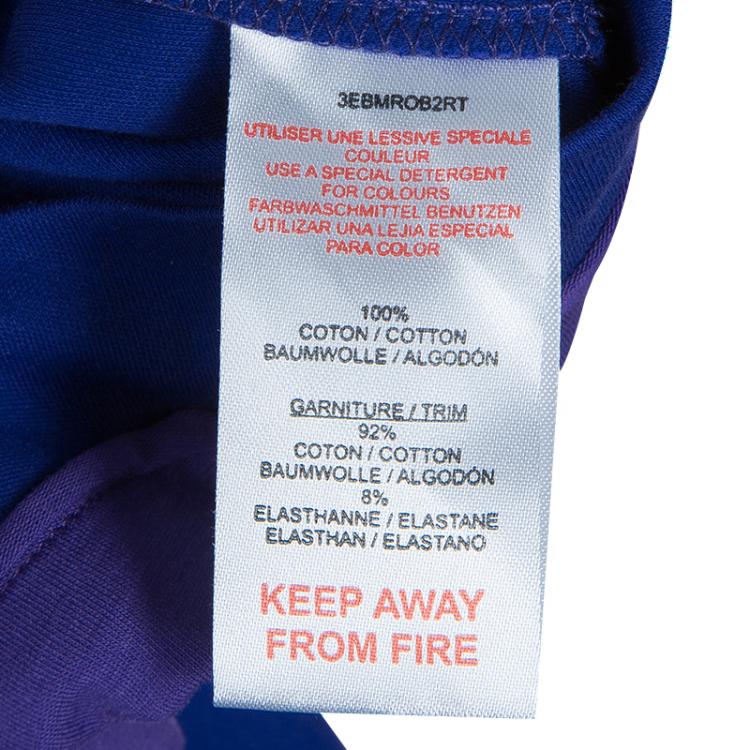 3EBMROB2RT
UTILISER UNE LESSIVE SPECIALE
COULEUR
USE A SPECIAL DETERGENT
FOR COLOURS
FARBWASCHMITTEL BENUTZEN
UTILIZAR UNA LEJIA ESPECIAL
PARA COLOR
100%
COTON / COTTON
BAUMWOLLE / ALGODÓN
GARNITURE / TRIM
92%
COTON / COTTON
BAUMWOLLE / ALGODÓN
8%
ELASTHANNE / ELASTANE
ELASTHAN / ELASTANO
KEEP AWAY
FROM FIRE